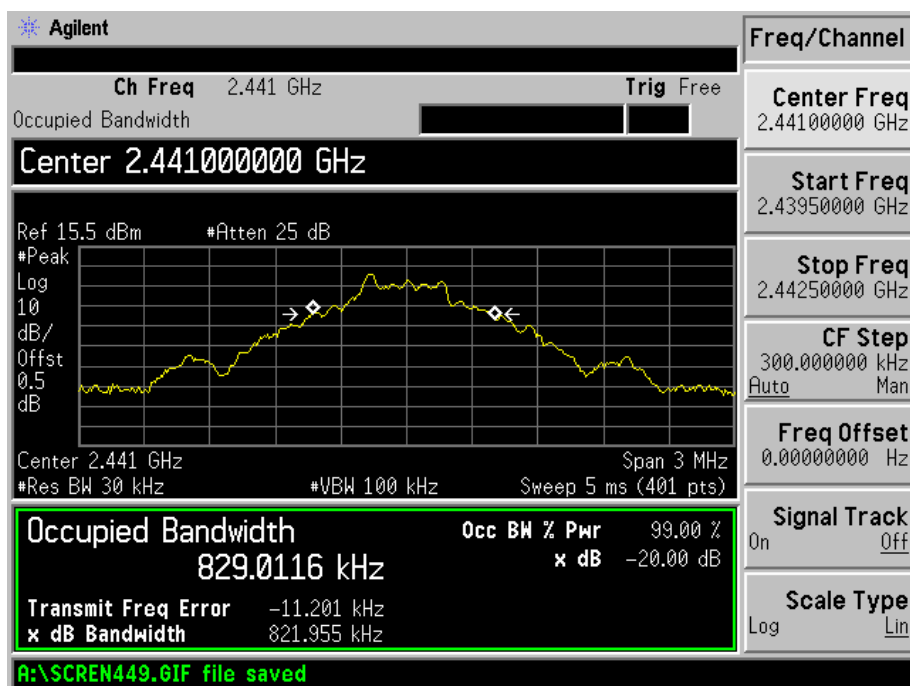 Agilent
Freq/Channel
Ch Freq 2.441 GHz Trig Free
Occupied Bandwidth
Center 2.441000000 GHz
Ref 15.5 dBm #Atten 25 dB
#Peak
Log
10
dB/
Offst
0.5
dB
Center 2.441 GHz Span 3 MHz
#Res BW 30 kHz #VBW 100 kHz Sweep 5 ms (401 pts)
Occupied Bandwidth Occ BW % Pwr 99.00 %
829.0116 kHz x dB -20.00 dB
Transmit Freq Error -11.201 kHz
x dB Bandwidth 821.955 kHz
A:\SCREN449.GIF file saved
Center Freq
2.44100000 GHz
Start Freq
2.43950000 GHz
Stop Freq
2.44250000 GHz
CF Step
300.000000 kHz
Auto Man
Freq Offset
0.00000000 Hz
Signal Track
On Off
Scale Type
Log Lin